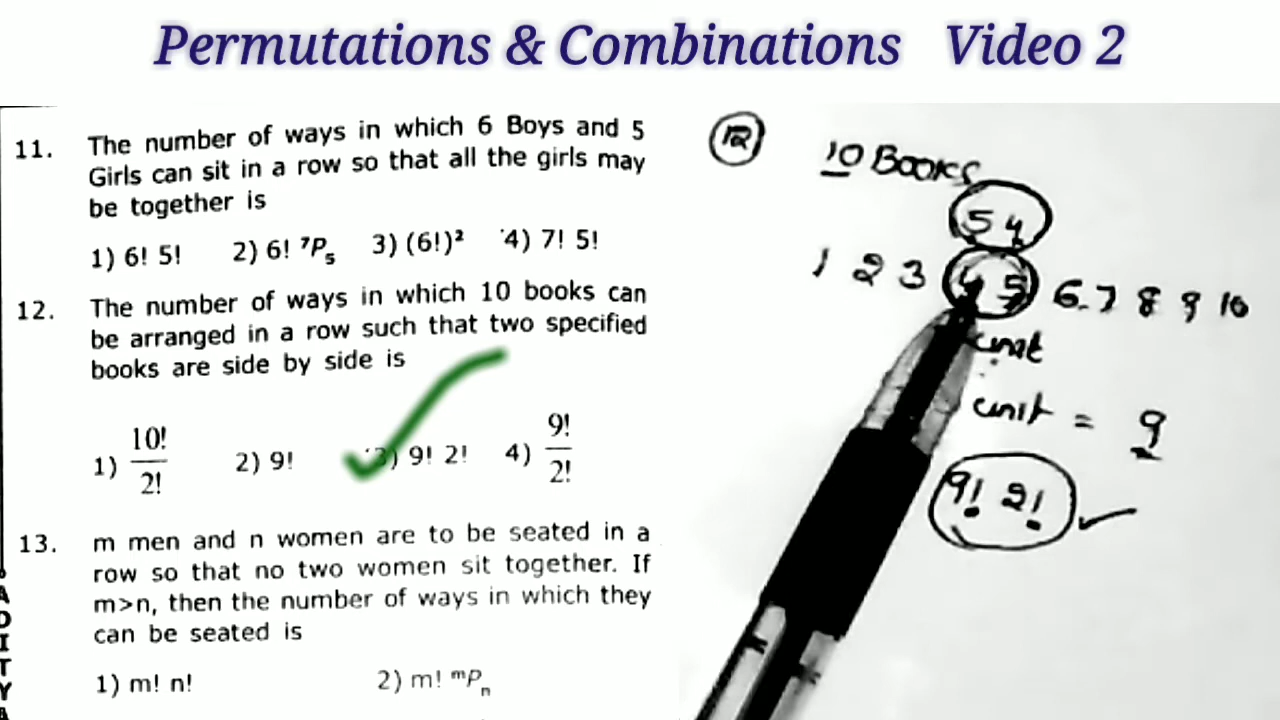 Permutations & Combinations Video 2
11. The number of ways in which 6 Boys and 5
Girls can sit in a row so that all the girls may
be together is
1) 6! 5! 2) 6! ⁷P₅ 3) (6!)² 4) 7! 5!
12. The number of ways in which 10 books can
be arranged in a row such that two specified
books are side by side is
1) 10!/2! 2) 9! 3) 9! 2! 4) 9!/2!
13. m men and n women are to be seated in a
row so that no two women sit together. If
m>n, then the number of ways in which they
can be seated is
1) m! n! 2) m! ᵐPₙ
ADITYA
12 10 Books
5 4
1 2 3 4 5 6 7 8 9 10
unit
unit = 9
9! 2!